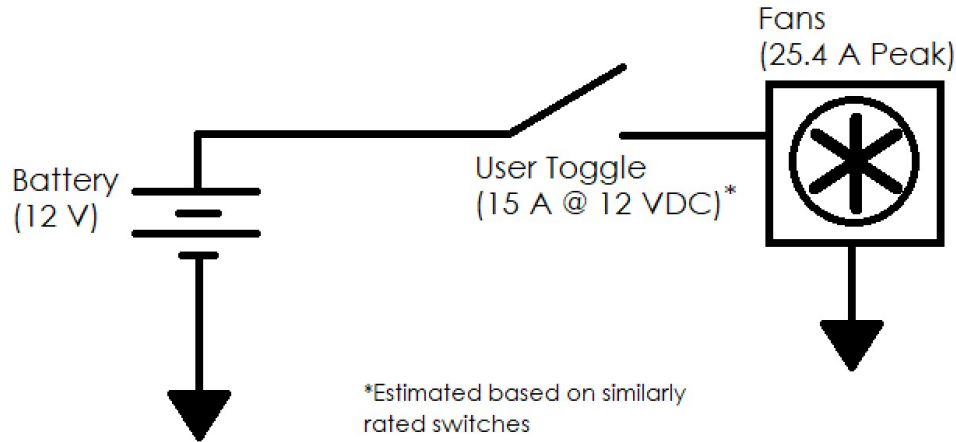 Fans
(25.4 A Peak)
Battery
(12 V)
User Toggle
(15 A @ 12 VDC)*
*Estimated based on similarly
rated switches